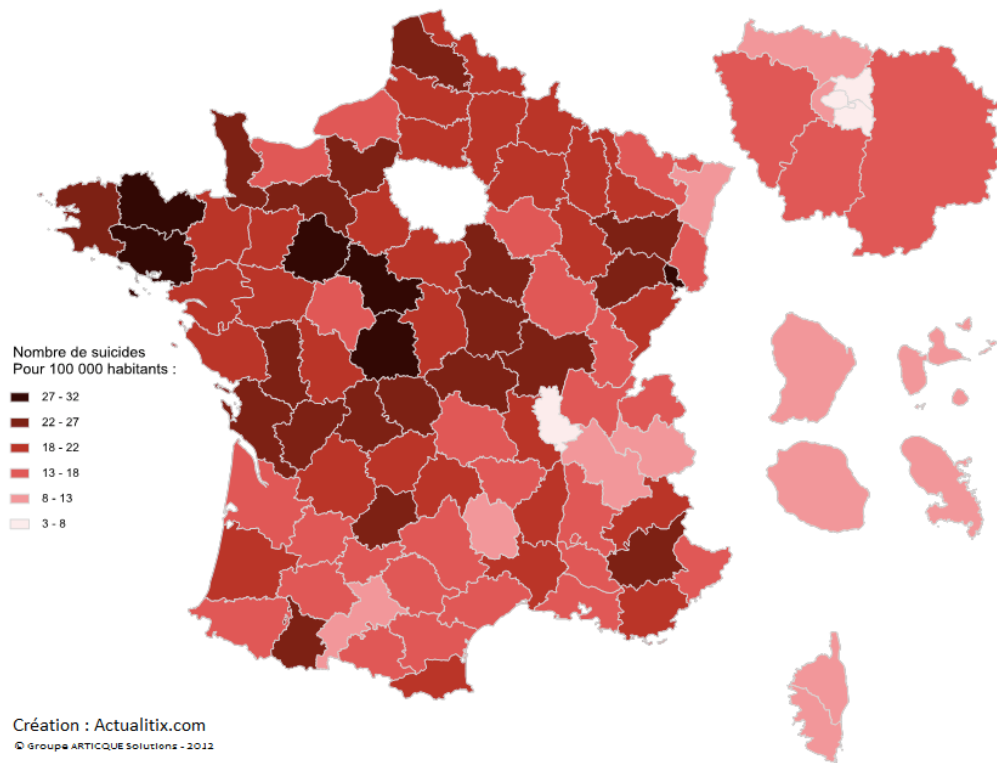 Nombre de suicides
Pour 100 000 habitants :
27 - 32
22 - 27
18 - 22
13 - 18
8 - 13
3 - 8
Création : Actualitix.com
© Groupe ARTICQUE Solutions - 2012